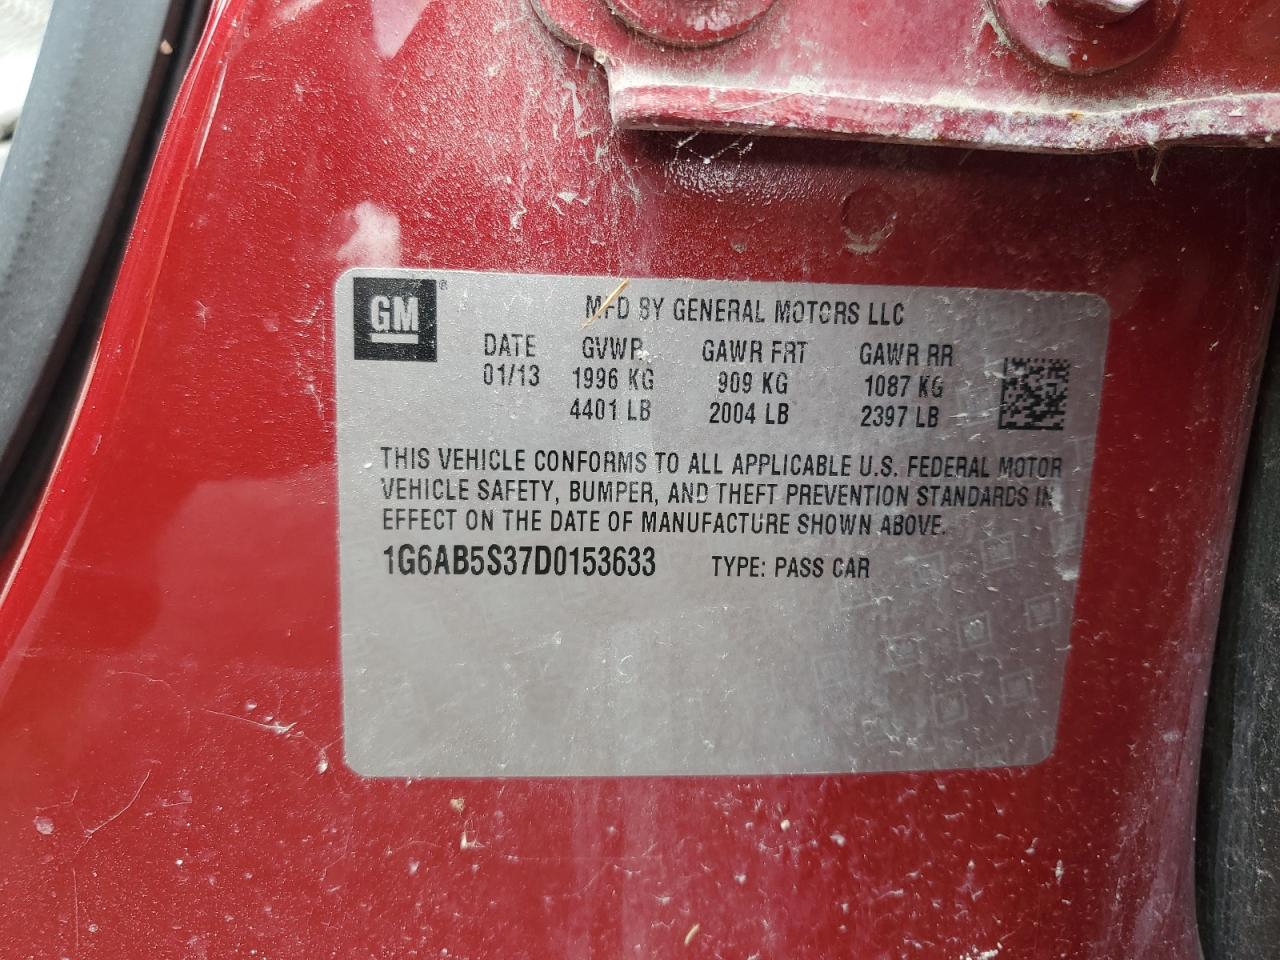 GM®
MFD BY GENERAL MOTORS LLC
DATE GVWR GAWR FRT GAWR RR
01/13 1996 KG 909 KG 1087 KG
4401 LB 2004 LB 2397 LB
THIS VEHICLE CONFORMS TO ALL APPLICABLE U.S. FEDERAL MOTOR
VEHICLE SAFETY, BUMPER, AND THEFT PREVENTION STANDARDS IN
EFFECT ON THE DATE OF MANUFACTURE SHOWN ABOVE.
1G6AB5S37D0153633 TYPE: PASS CAR